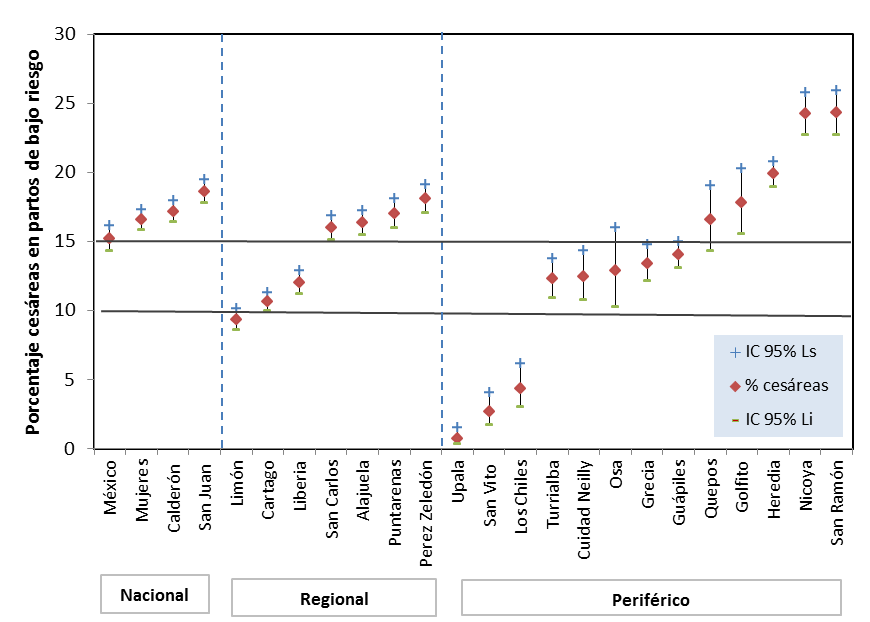 Porcentaje cesáreas en partos de bajo riesgo
30
25
20
15
10
5
0
IC 95% Ls
% cesáreas
IC 95% Li
México
Mujeres
Calderón
San Juan
Limón
Cartago
Liberia
San Carlos
Alajuela
Puntarenas
Perez Zeledón
Upala
San Vito
Los Chiles
Turrialba
Cuidad Neilly
Osa
Grecia
Guápiles
Quepos
Golfito
Heredia
Nicoya
San Ramón
Nacional
Regional
Periférico